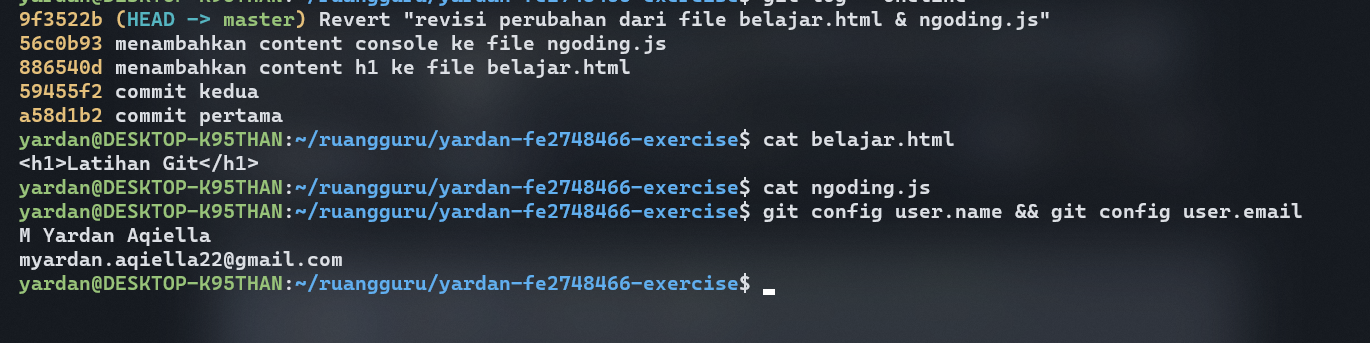 9f3522b (HEAD -> master) Revert "revisi perubahan dari file belajar.html & ngoding.js"
56c0b93 menambahkan content console ke file ngoding.js
886540d menambahkan content h1 ke file belajar.html
59455f2 commit kedua
a58d1b2 commit pertama
yardan@DESKTOP-K95THAN:~/ruangguru/yardan-fe2748466-exercise$ cat belajar.html
<h1>Latihan Git</h1>
yardan@DESKTOP-K95THAN:~/ruangguru/yardan-fe2748466-exercise$ cat ngoding.js
yardan@DESKTOP-K95THAN:~/ruangguru/yardan-fe2748466-exercise$ git config user.name && git config user.email
M Yardan Aqiella
myardan.aqiella22@gmail.com
yardan@DESKTOP-K95THAN:~/ruangguru/yardan-fe2748466-exercise$